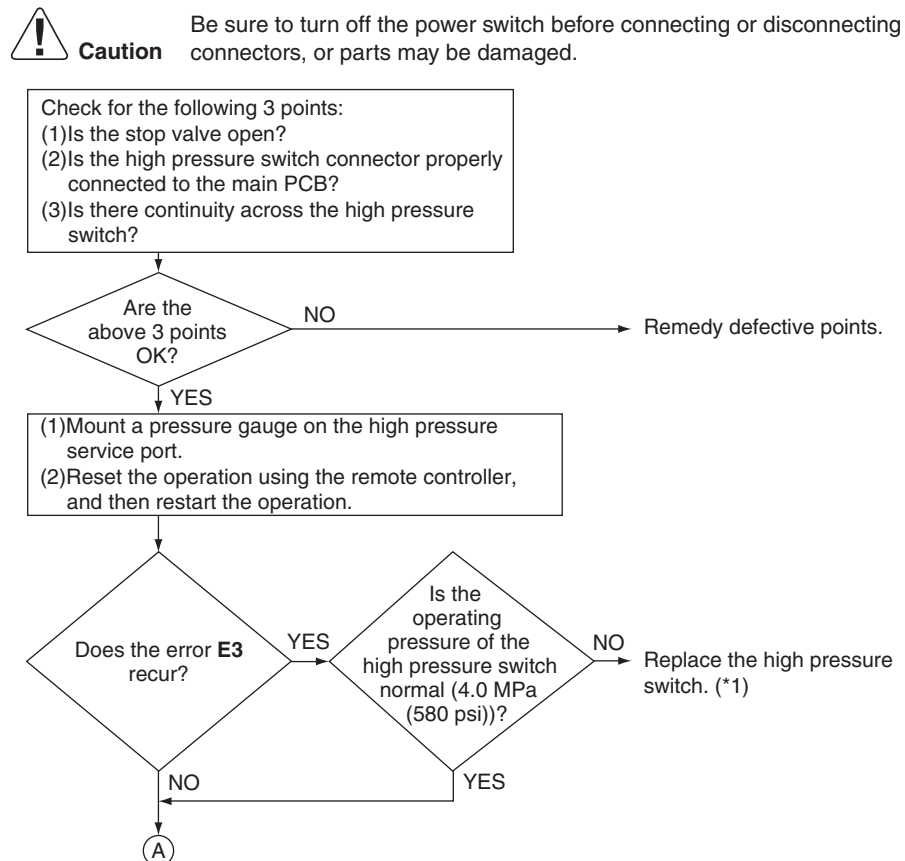 Be sure to turn off the power switch before connecting or disconnecting
Caution connectors, or parts may be damaged.
Check for the following 3 points:
(1)Is the stop valve open?
(2)Is the high pressure switch connector properly
connected to the main PCB?
(3)Is there continuity across the high pressure
switch?
Are the
above 3 points
OK?
NO
Remedy defective points.
YES
(1)Mount a pressure gauge on the high pressure
service port.
(2)Reset the operation using the remote controller,
and then restart the operation.
Does the error E3
recur?
YES
Is the
operating
pressure of the
high pressure switch
normal (4.0 MPa
(580 psi))?
NO
Replace the high pressure
switch. (*1)
NO
YES
A